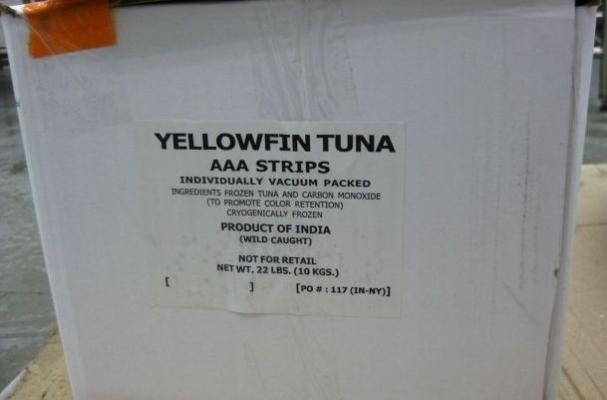 YELLOWFIN TUNA
AAA STRIPS
INDIVIDUALLY VACUUM PACKED
INGREDIENTS FROZEN TUNA AND CARBON MONOXIDE
(TO PROMOTE COLOR RETENTION)
CRYOGENICALLY FROZEN
PRODUCT OF INDIA
(WILD CAUGHT)
NOT FOR RETAIL
NET WT. 22 LBS. (10 KGS.)
[ ] [PO # : 117 (IN-NY)]